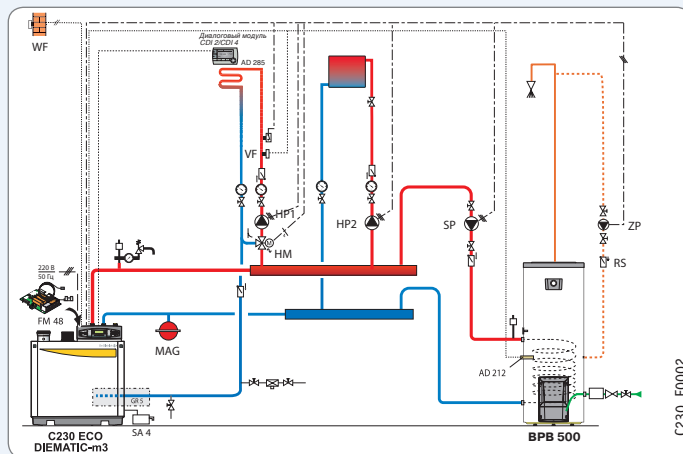 WF
Диалоговый модуль
CDI 2/CDI 4
AD 285
VF
HP1
M
HM
HP2
SP
ZP
RS
220 В
50 Гц
FM 48
MAG
AD 212
GR 5
SA 4
C230 ECO
DIEMATIC-m3
BPB 500
C230_F0002